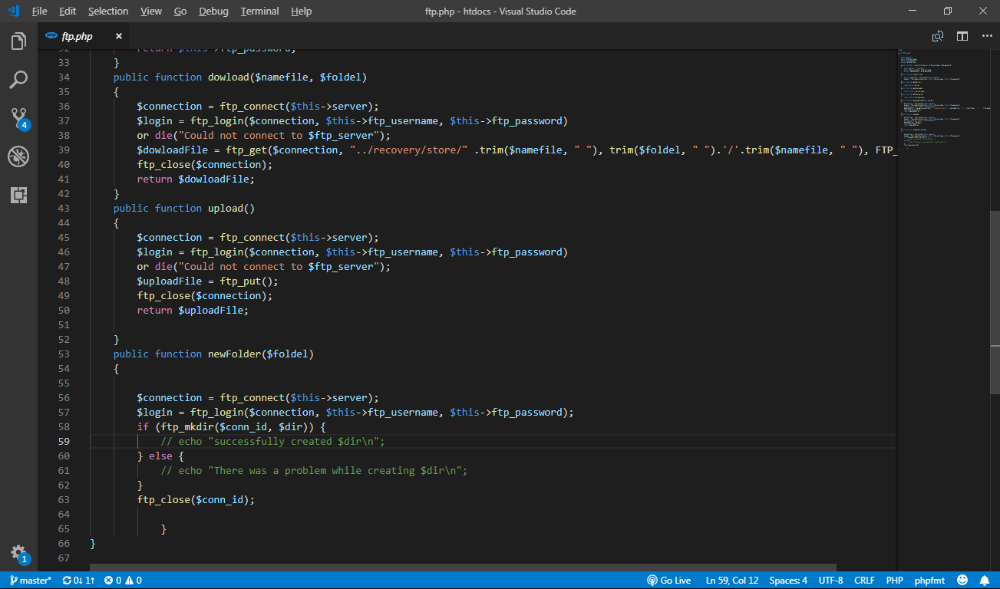 File Edit Selection View Go Debug Terminal Help
ftp.php - htdocs - Visual Studio Code
ftp.php
32 return $this->ftp_password;
33 }
34 public function dowload($namefile, $foldel)
35 {
36 $connection = ftp_connect($this->server);
37 $login = ftp_login($connection, $this->ftp_username, $this->ftp_password)
38 or die("Could not connect to $ftp_server");
39 $dowloadFile = ftp_get($connection, "../recovery/store/" .trim($namefile, " "), trim($foldel, " ").'/'.trim($namefile, " "), FTP_
40 ftp_close($connection);
41 return $dowloadFile;
42 }
43 public function upload()
44 {
45 $connection = ftp_connect($this->server);
46 $login = ftp_login($connection, $this->ftp_username, $this->ftp_password)
47 or die("Could not connect to $ftp_server");
48 $uploadFile = ftp_put();
49 ftp_close($connection);
50 return $uploadFile;
51
52 }
53 public function newFolder($foldel)
54 {
55
56 $connection = ftp_connect($this->server);
57 $login = ftp_login($connection, $this->ftp_username, $this->ftp_password);
58 if (ftp_mkdir($conn_id, $dir)) {
59 // echo "successfully created $dir\n";
60 } else {
61 // echo "There was a problem while creating $dir\n";
62 }
63 ftp_close($conn_id);
64
65 }
66 }
67
4
1
master* 0↓ 1↑ 0 0 Go Live Ln 59, Col 12 Spaces: 4 UTF-8 CRLF PHP phpfmt